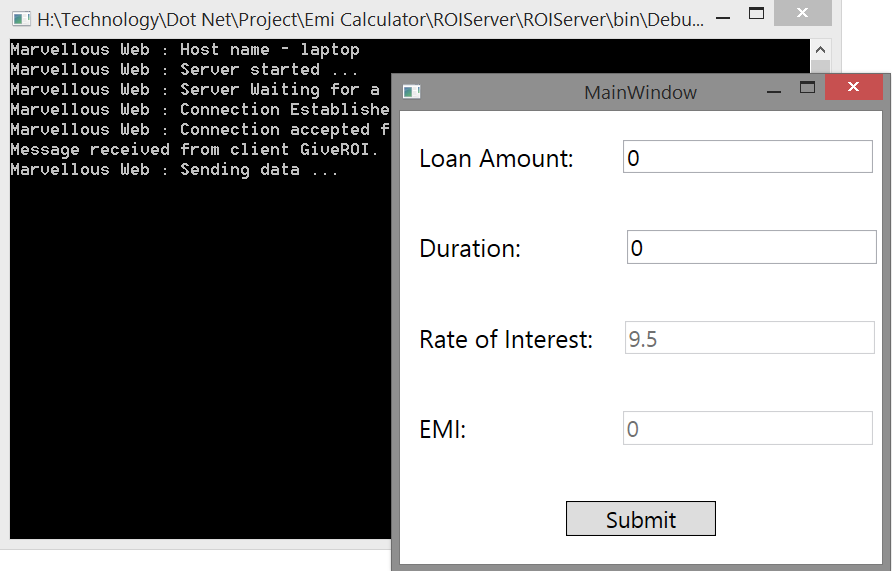 H:\Technology\Dot Net\Project\Emi Calculator\ROIServer\ROIServer\bin\Debu...
Marvellous Web : Host name - laptop
Marvellous Web : Server started ...
Marvellous Web : Server Waiting for a
Marvellous Web : Connection Establishe
Marvellous Web : Connection accepted f
Message received from client GiveROI.
Marvellous Web : Sending data ...
MainWindow
Loan Amount: 0
Duration: 0
Rate of Interest: 9.5
EMI: 0
Submit